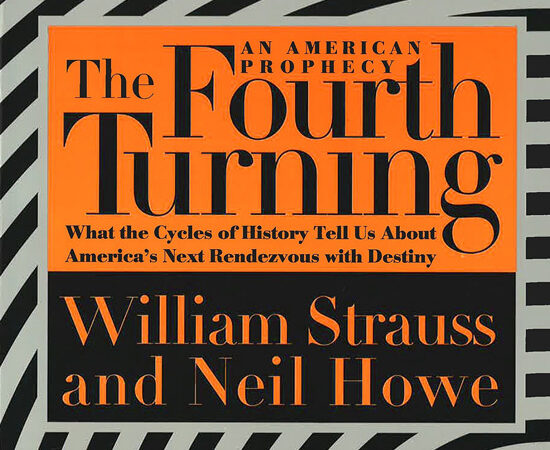 AN AMERICAN
PROPHECY
The Fourth
Turning
What the Cycles of History Tell Us About
America's Next Rendezvous with Destiny
William Strauss
and Neil Howe